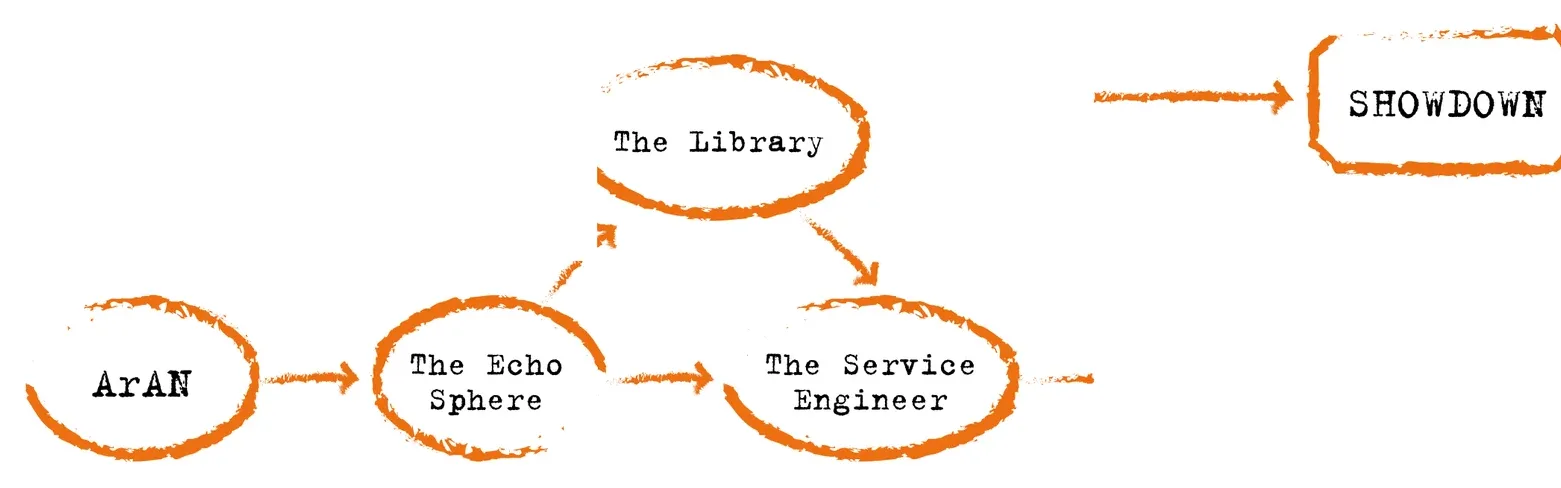 The Library
SHOWDOWN
ArAN
The Echo
Sphere
The Service
Engineer